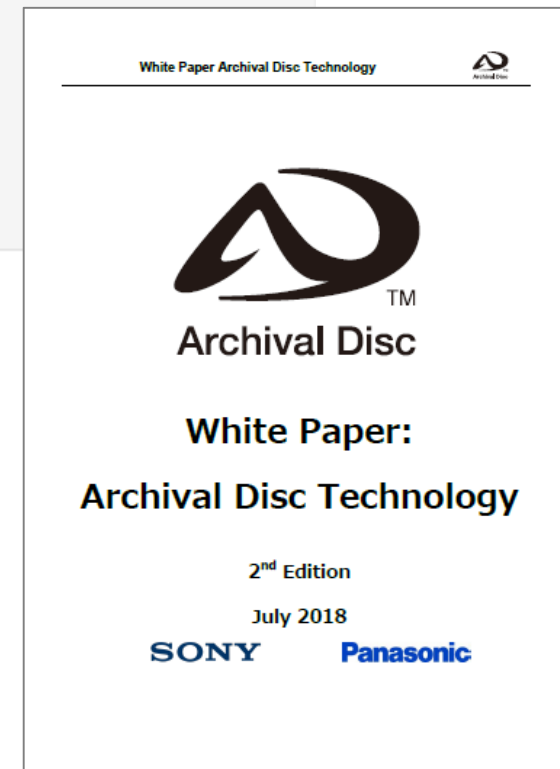 White Paper Archival Disc Technology
Archival Disc
TM
Archival Disc
White Paper:
Archival Disc Technology
2nd Edition
July 2018
SONY Panasonic